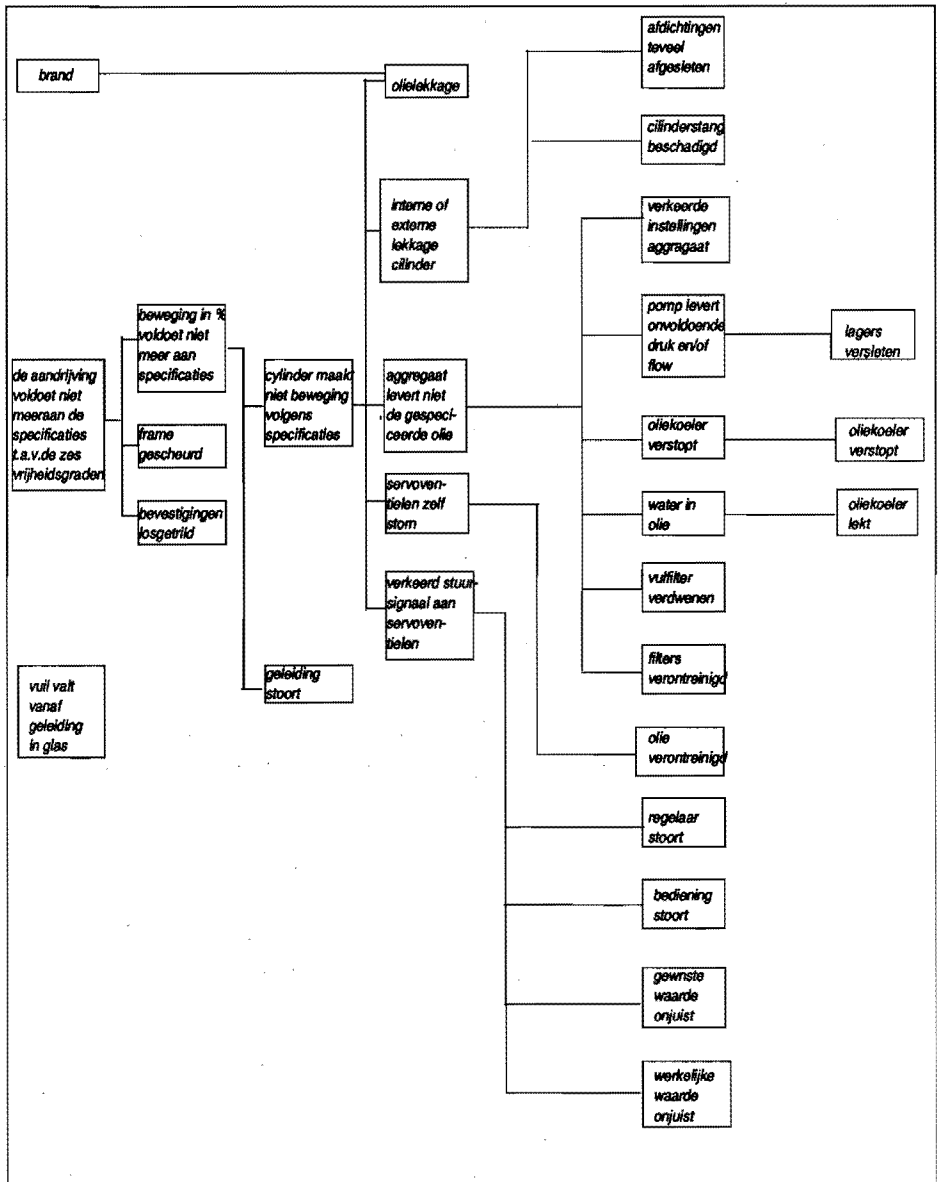 brand
olielekkage
afdichtingen
teveel
afgesleten
cilinderstang
beschadigd
interne of
externe
lekkage
cilinder
verkeerde
instellingen
aggragaat
beweging in %
voldoet niet
meer aan
specificaties
pomp levert
onvoldoende
druk en/of
flow
lagers
versleten
de aandrijving
voldoet niet
meeraan de
specificaties
t.a.v.de zes
vrijheidsgraden
cylinder maakt
niet beweging
volgens
specificaties
aggregaat
levert niet
de gespeci-
ceerde olie
frame
gescheurd
oliekoeler
verstopt
oliekoeler
verstopt
bevestigingen
losgetrild
servoven-
tielen zelf
storn
water in
olie
oliekoeler
lekt
verkeerd stuur-
signaal aan
servoven-
tielen
vulfilter
verdwenen
filters
verontreinigd
vuil valt
vanaf
geleiding
in glas
geleiding
stoort
olie
verontreinigd
regelaar
stoort
bediening
stoort
gewnste
waarde
onjuist
werkelijke
waarde
onjuist